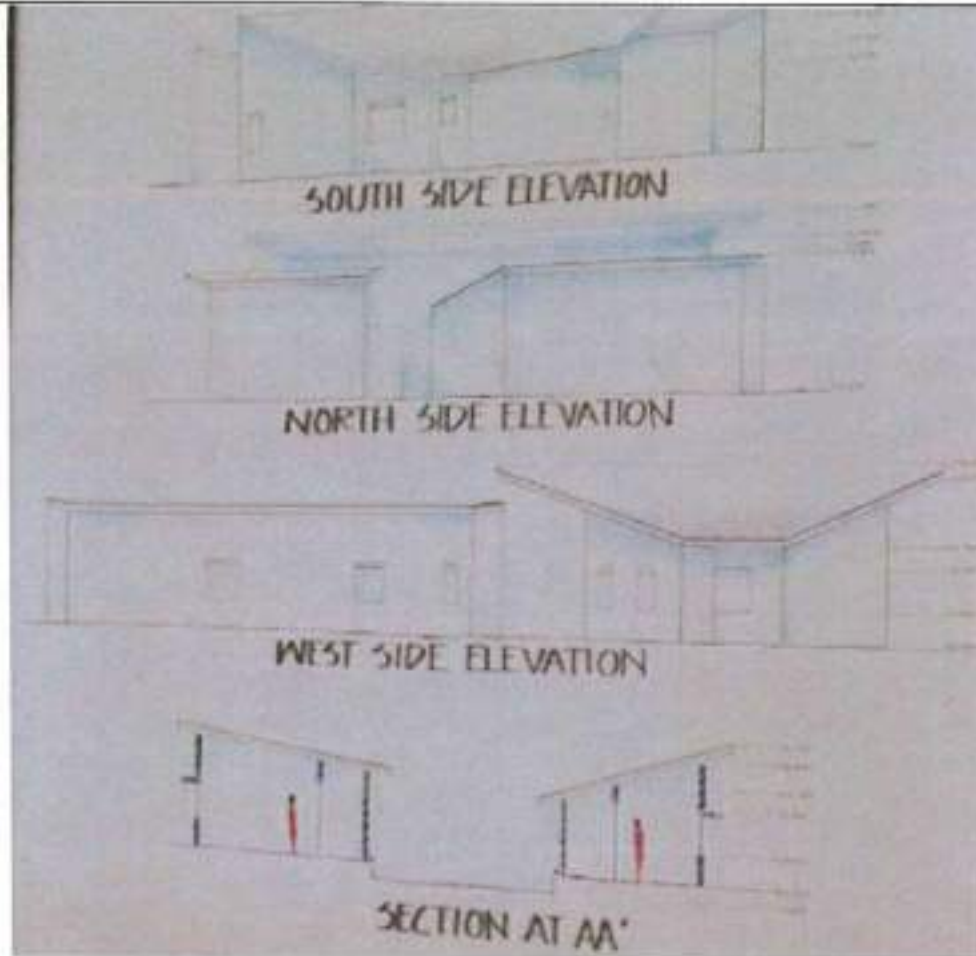 SOUTH SIDE ELEVATION
NORTH SIDE ELEVATION
WEST SIDE ELEVATION
SECTION AT AA'